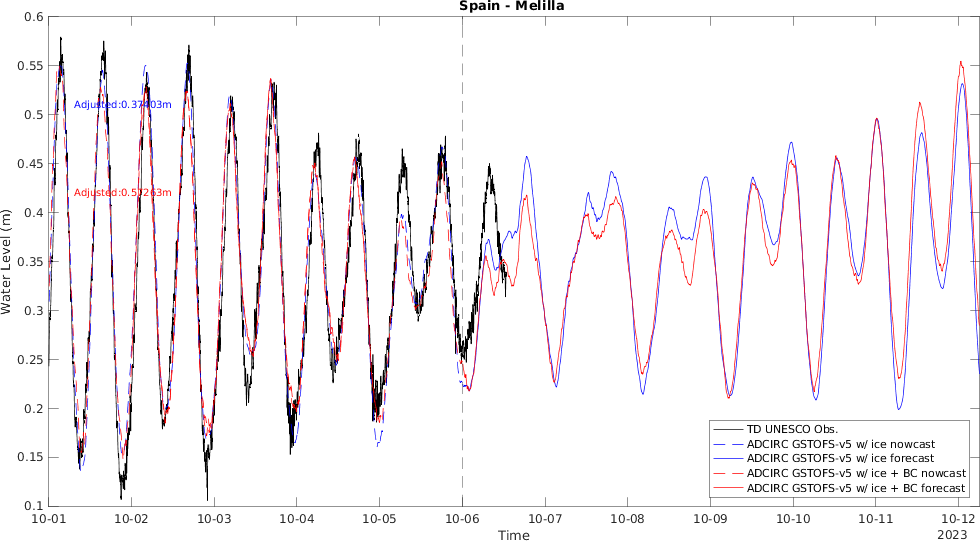 Spain - Melilla
0.6
0.55
0.5
0.45
0.4
0.35
0.3
0.25
0.2
0.15
0.1
Water Level (m)
Adjusted:0.37403m
TD UNESCO Obs.
ADCIRC GSTOFS-v5 w/ ice nowcast
ADCIRC GSTOFS-v5 w/ ice forecast
ADCIRC GSTOFS-v5 w/ ice + BC nowcast
ADCIRC GSTOFS-v5 w/ ice + BC forecast
10-01 10-02 10-03 10-04 10-05 10-06 10-07 10-08 10-09 10-10 10-11 10-12
Time
2023